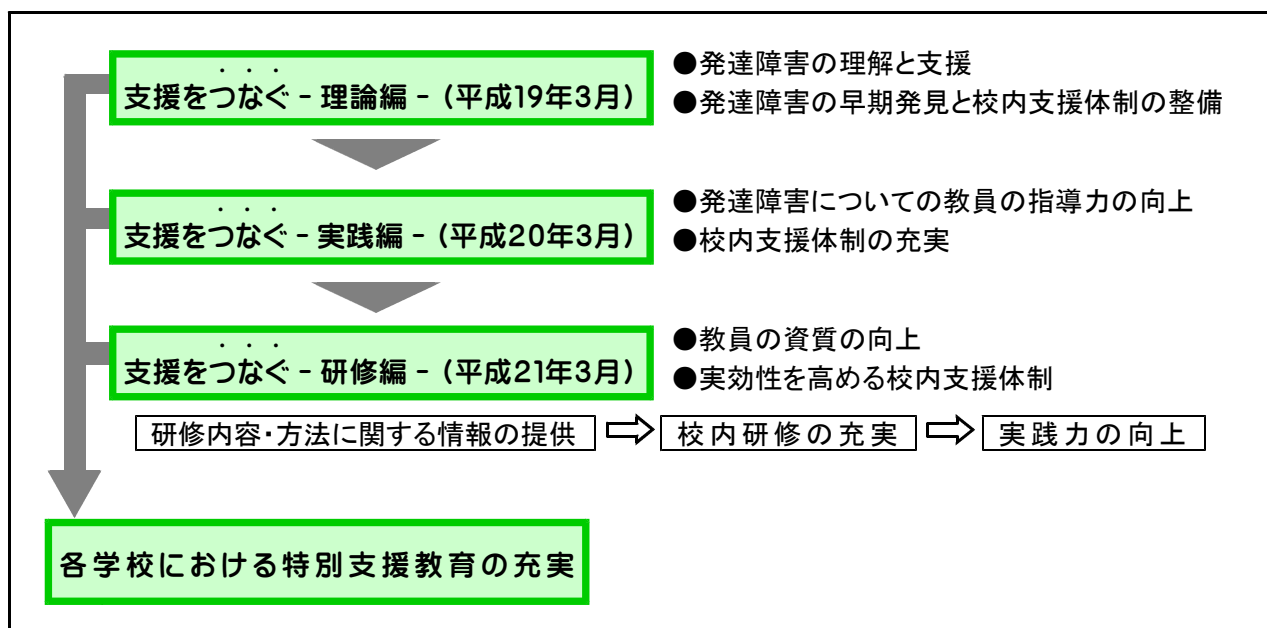 支援をつなぐ - 理論編 - (平成19年3月)
●発達障害の理解と支援
●発達障害の早期発見と校内支援体制の整備
支援をつなぐ - 実践編 - (平成20年3月)
●発達障害についての教員の指導力の向上
●校内支援体制の充実
支援をつなぐ - 研修編 - (平成21年3月)
●教員の資質の向上
●実効性を高める校内支援体制
研修内容・方法に関する情報の提供 ⇨ 校内研修の充実 ⇨ 実践力の向上
各学校における特別支援教育の充実